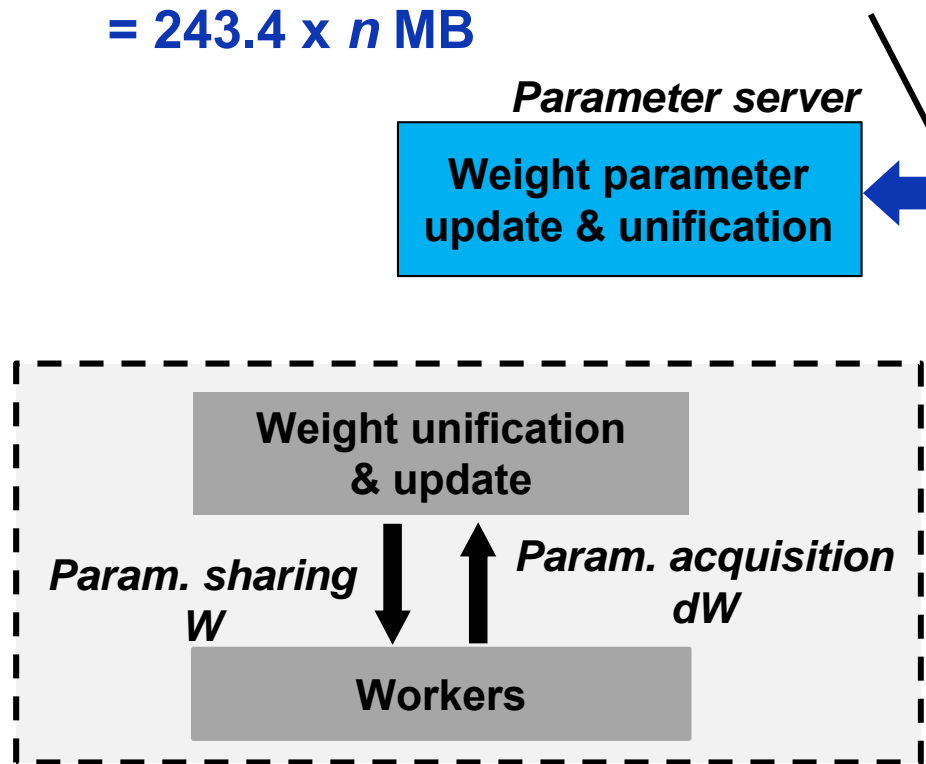 = 243.4 x n MB
Parameter server
Weight parameter
update & unification
Weight unification
& update
Param. sharing
W
Param. acquisition
dW
Workers